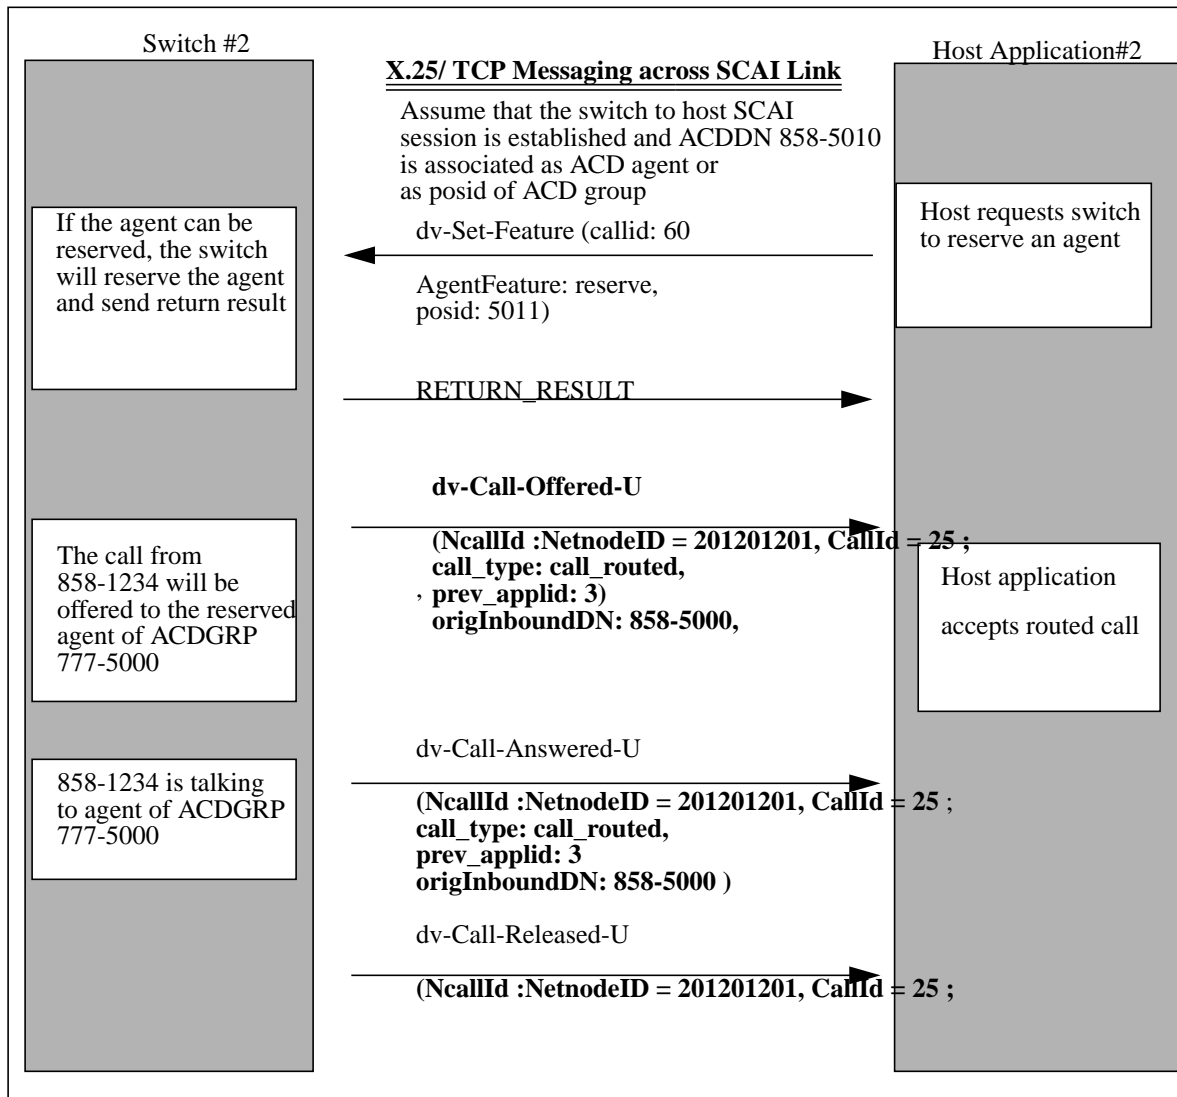 Switch #2
Host Application#2
X.25/ TCP Messaging across SCAI Link
Assume that the switch to host SCAI
session is established and ACDDN 858-5010
is associated as ACD agent or
as posid of ACD group
If the agent can be
reserved, the switch
will reserve the agent
and send return result
dv-Set-Feature (callid: 60
AgentFeature: reserve,
posid: 5011)
Host requests switch
to reserve an agent
RETURN_RESULT
dv-Call-Offered-U
(NcallId :NetnodeID = 201201201, CallId = 25 ;
call_type: call_routed,
, prev_applid: 3)
origInboundDN: 858-5000,
The call from
858-1234 will be
offered to the reserved
agent of ACDGRP
777-5000
Host application
accepts routed call
dv-Call-Answered-U
(NcallId :NetnodeID = 201201201, CallId = 25 ;
call_type: call_routed,
prev_applid: 3
origInboundDN: 858-5000 )
858-1234 is talking
to agent of ACDGRP
777-5000
dv-Call-Released-U
(NcallId :NetnodeID = 201201201, CallId = 25 ;